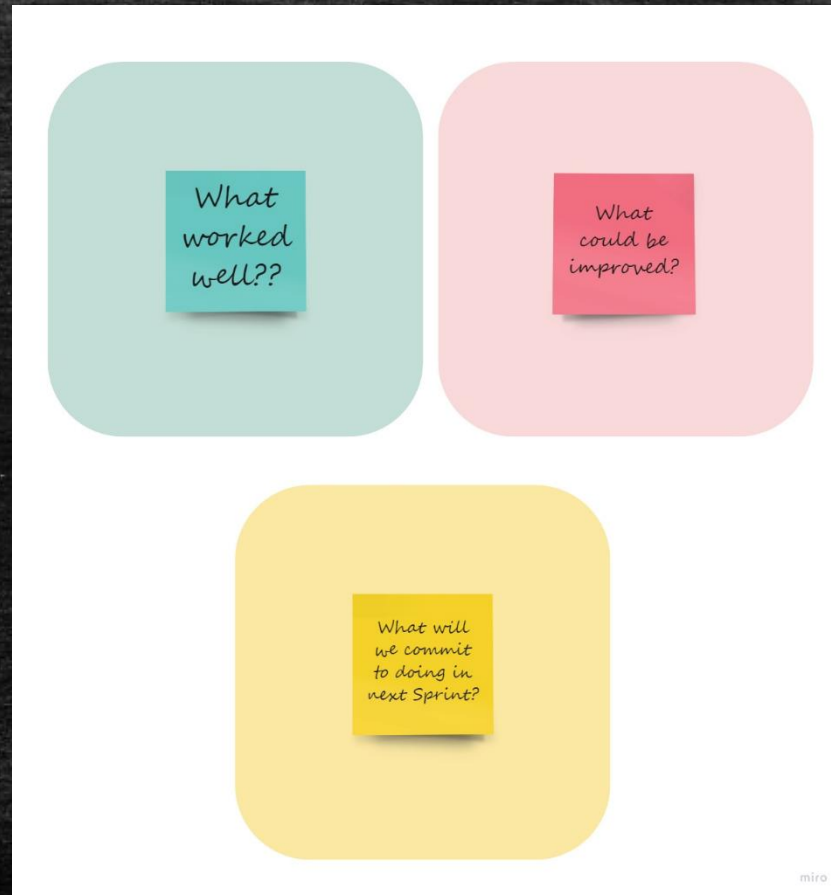 What
worked
well??
What
could be
improved?
What will
we commit
to doing in
next Sprint?
miro